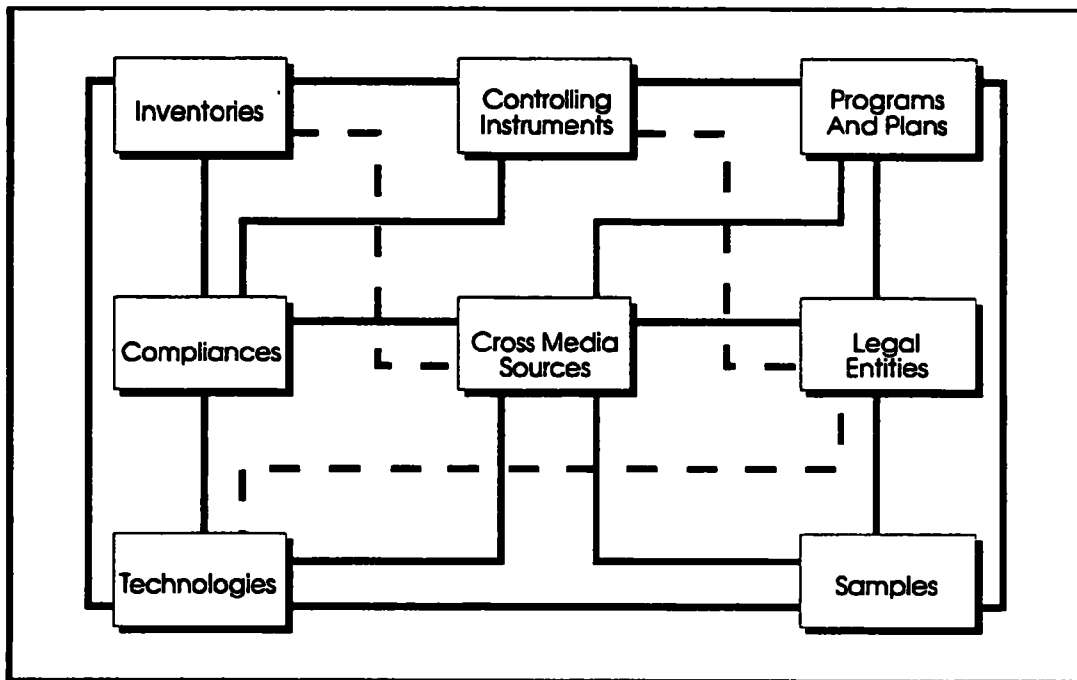 Inventories
Controlling
Instruments
Programs
And Plans
Compliances
Cross Media
Sources
Legal
Entities
Technologies
Samples